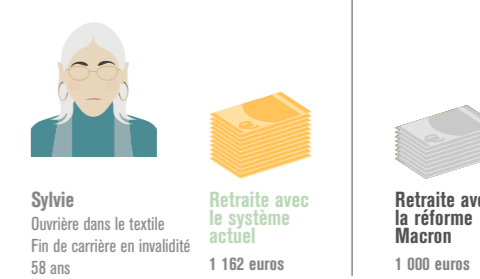 Sylvie
Ouvrière dans le textile
Fin de carrière en invalidité
58 ans
Retraite avec
le système
actuel
1 162 euros
Retraite
la réforme
Macron
1 000 euros